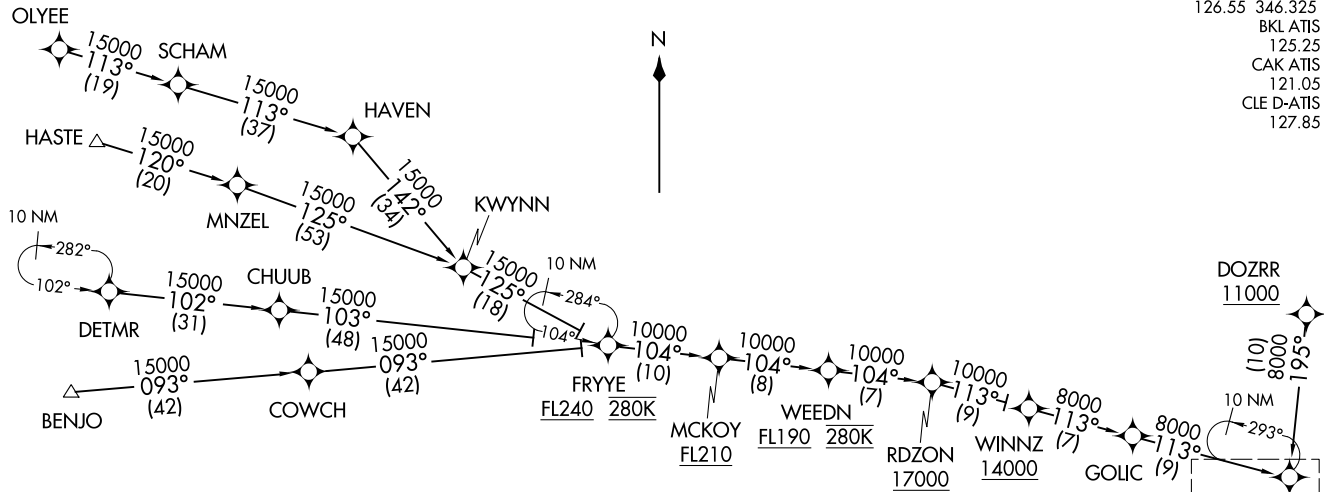 126.55 346.325
BKL ATIS
125.25
CAK ATIS
121.05
CLE D-ATIS
127.85
OLYEE
15000
113°
(19)
SCHAM
15000
113°
(37)
HAVEN
N
HASTE
15000
120°
(20)
MNZEL
15000
125°
(53)
15000
142°
(34)
KWYNN
15000
125°
(18)
10 NM
282°
102°
DETMR
15000
102°
(31)
CHUUB
15000
103°
(48)
10 NM
284°
104°
BENJO
15000
093°
(42)
COWCH
15000
093°
(42)
FRYYE
FL240 280K
10000
104°
(10)
MCKOY
FL210
10000
104°
(8)
WEEDN
FL190 280K
10000
104°
(7)
RDZON
17000
10000
113°
(9)
WINNZ
14000
8000
113°
(7)
GOLIC
8000
113°
(9)
10 NM
293°
DOZRR
11000
195°
8000
(10)